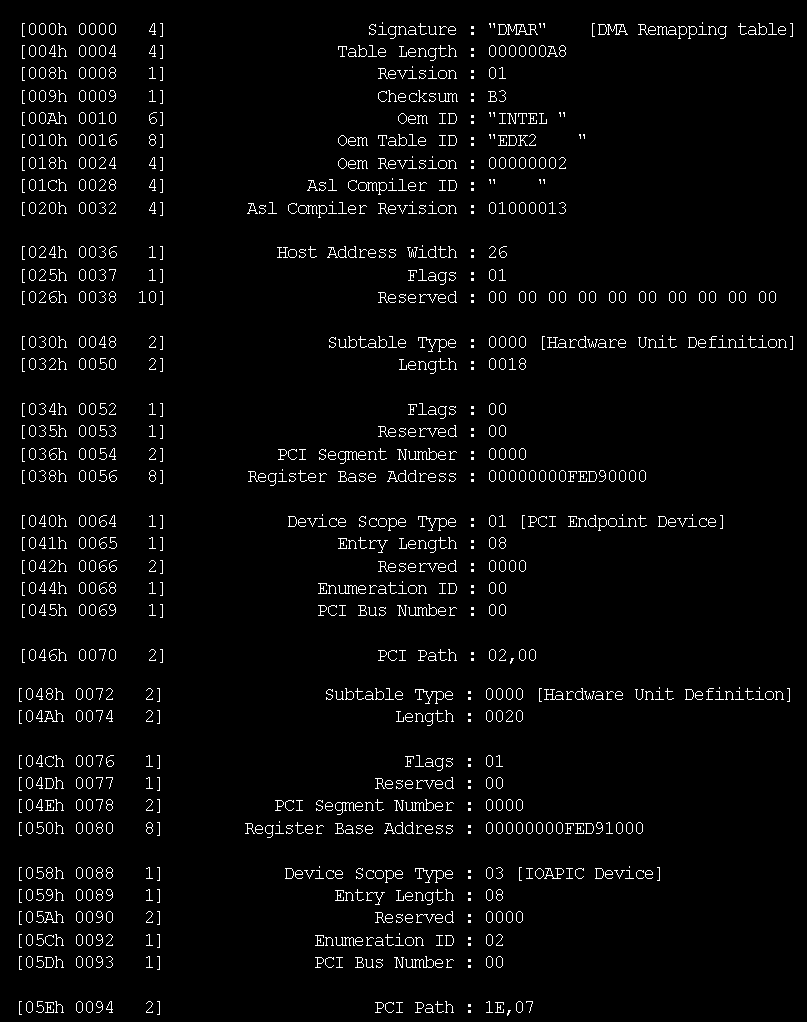 [000h 0000   4]                    Signature : "DMAR"    [DMA Remapping table]
[004h 0004   4]                 Table Length : 000000A8
[008h 0008   1]                     Revision : 01
[009h 0009   1]                     Checksum : B3
[00Ah 0010   6]                       Oem ID : "INTEL "
[010h 0016   8]                 Oem Table ID : "EDK2    "
[018h 0024   4]                 Oem Revision : 00000002
[01Ch 0028   4]              Asl Compiler ID : "    "
[020h 0032   4]        Asl Compiler Revision : 01000013
[024h 0036   1]           Host Address Width : 26
[025h 0037   1]                        Flags : 01
[026h 0038  10]                     Reserved : 00 00 00 00 00 00 00 00 00 00
[030h 0048   2]                Subtable Type : 0000 [Hardware Unit Definition]
[032h 0050   2]                       Length : 0018
[034h 0052   1]                        Flags : 00
[035h 0053   1]                     Reserved : 00
[036h 0054   2]           PCI Segment Number : 0000
[038h 0056   8]        Register Base Address : 00000000FED90000
[040h 0064   1]            Device Scope Type : 01 [PCI Endpoint Device]
[041h 0065   1]                 Entry Length : 08
[042h 0066   2]                     Reserved : 0000
[044h 0068   1]               Enumeration ID : 00
[045h 0069   1]               PCI Bus Number : 00
[046h 0070   2]                     PCI Path : 02,00
[048h 0072   2]                Subtable Type : 0000 [Hardware Unit Definition]
[04Ah 0074   2]                       Length : 0020
[04Ch 0076   1]                        Flags : 01
[04Dh 0077   1]                     Reserved : 00
[04Eh 0078   2]           PCI Segment Number : 0000
[050h 0080   8]        Register Base Address : 00000000FED91000
[058h 0088   1]            Device Scope Type : 03 [IOAPIC Device]
[059h 0089   1]                 Entry Length : 08
[05Ah 0090   2]                     Reserved : 0000
[05Ch 0092   1]               Enumeration ID : 02
[05Dh 0093   1]               PCI Bus Number : 00
[05Eh 0094   2]                     PCI Path : 1E,07